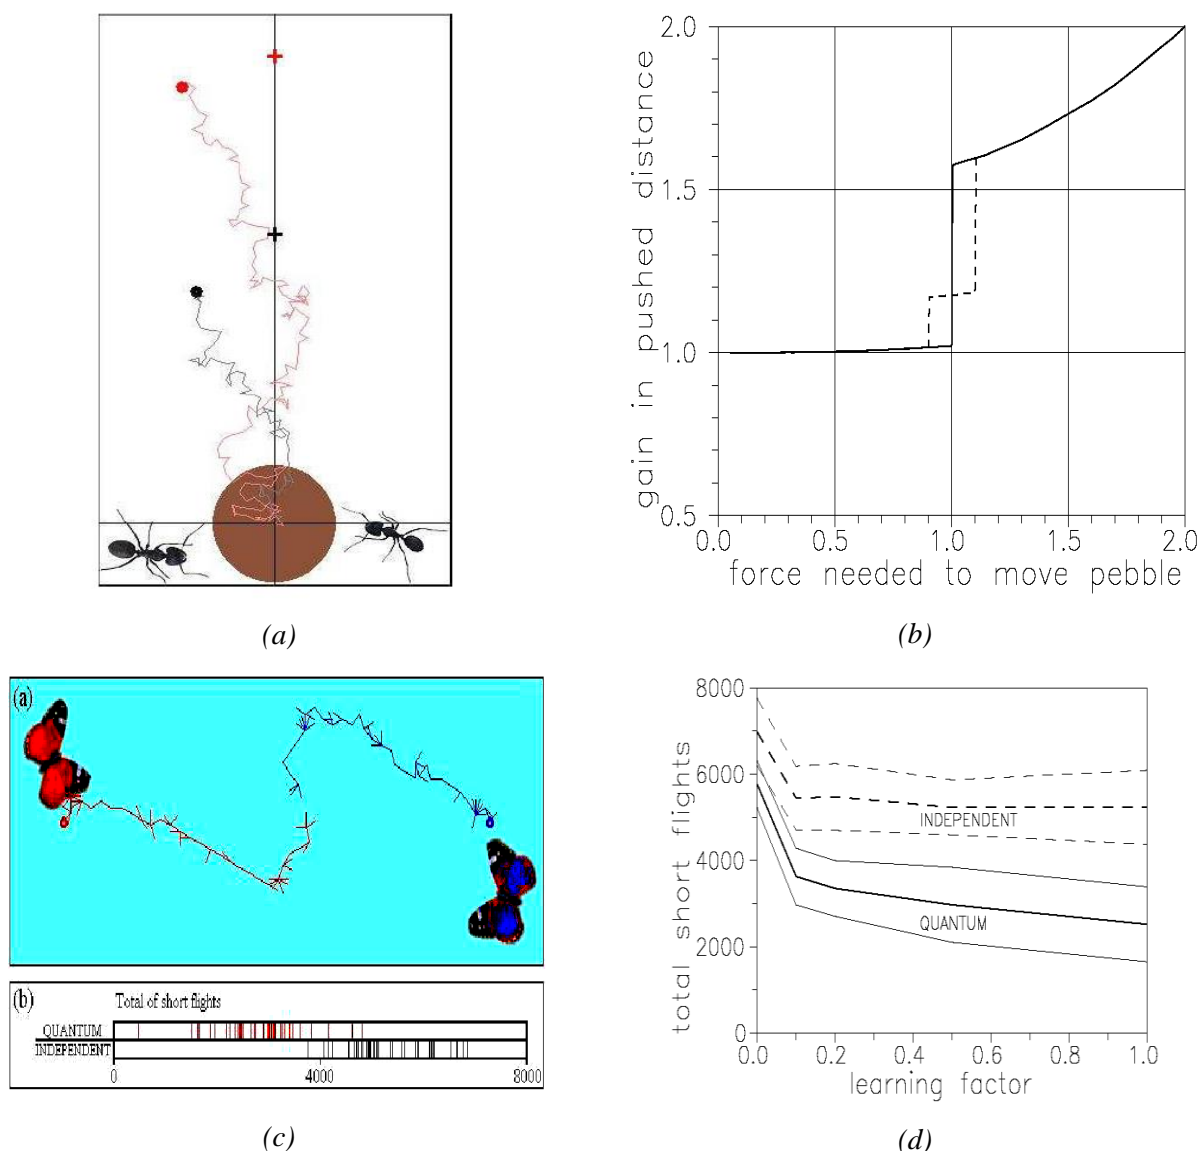 2.0
1.5
1.0
0.5
gain in pushed distance
0.0 0.5 1.0 1.5 2.0
force needed to move pebble
(a)
(b)
(a)
(b) Total of short flights
QUANTUM
INDEPENDENT
0 4000 8000
8000
6000
4000
2000
0
total short flights
INDEPENDENT
QUANTUM
0.0 0.2 0.4 0.6 0.8 1.0
learning factor
(c)
(d)